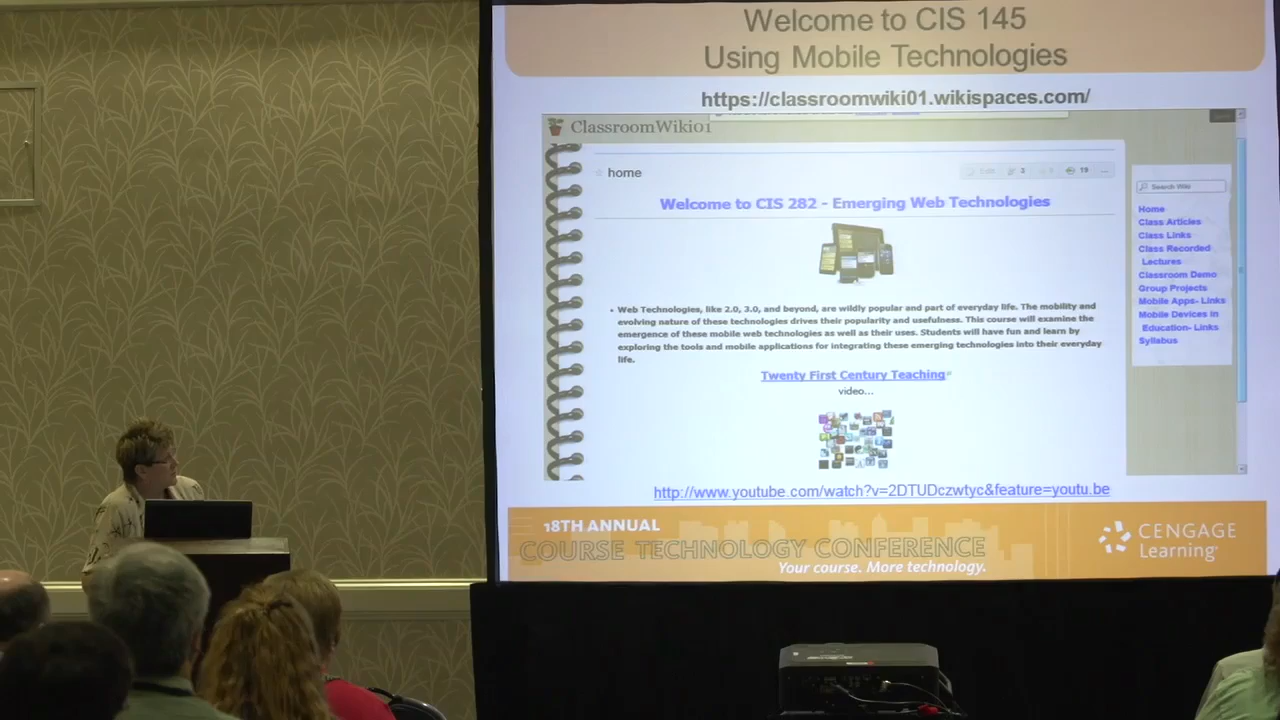 Welcome to CIS 145
Using Mobile Technologies
https://classroomwiki01.wikispaces.com/
ClassroomWiki01
home
Edit
3
19
...
Search Wiki
Welcome to CIS 282 - Emerging Web Technologies
Home
Class Articles
Class Links
Class Recorded
Lectures
Classroom Demo
Group Projects
Mobile Apps- Links
Mobile Devices in
Education- Links
Syllabus
• Web Technologies, like 2.0, 3.0, and beyond, are wildly popular and part of everyday life. The mobility and
evolving nature of these technologies drives their popularity and usefulness. This course will examine the
emergence of these mobile web technologies as well as their uses. Students will have fun and learn by
exploring the tools and mobile applications for integrating these emerging technologies into their everyday
life.
Twenty First Century Teaching
video...
http://www.youtube.com/watch?v=2DTUDczwtyc&feature=youtu.be
18TH ANNUAL
COURSE TECHNOLOGY CONFERENCE
Your course. More technology.
CENGAGE
Learning